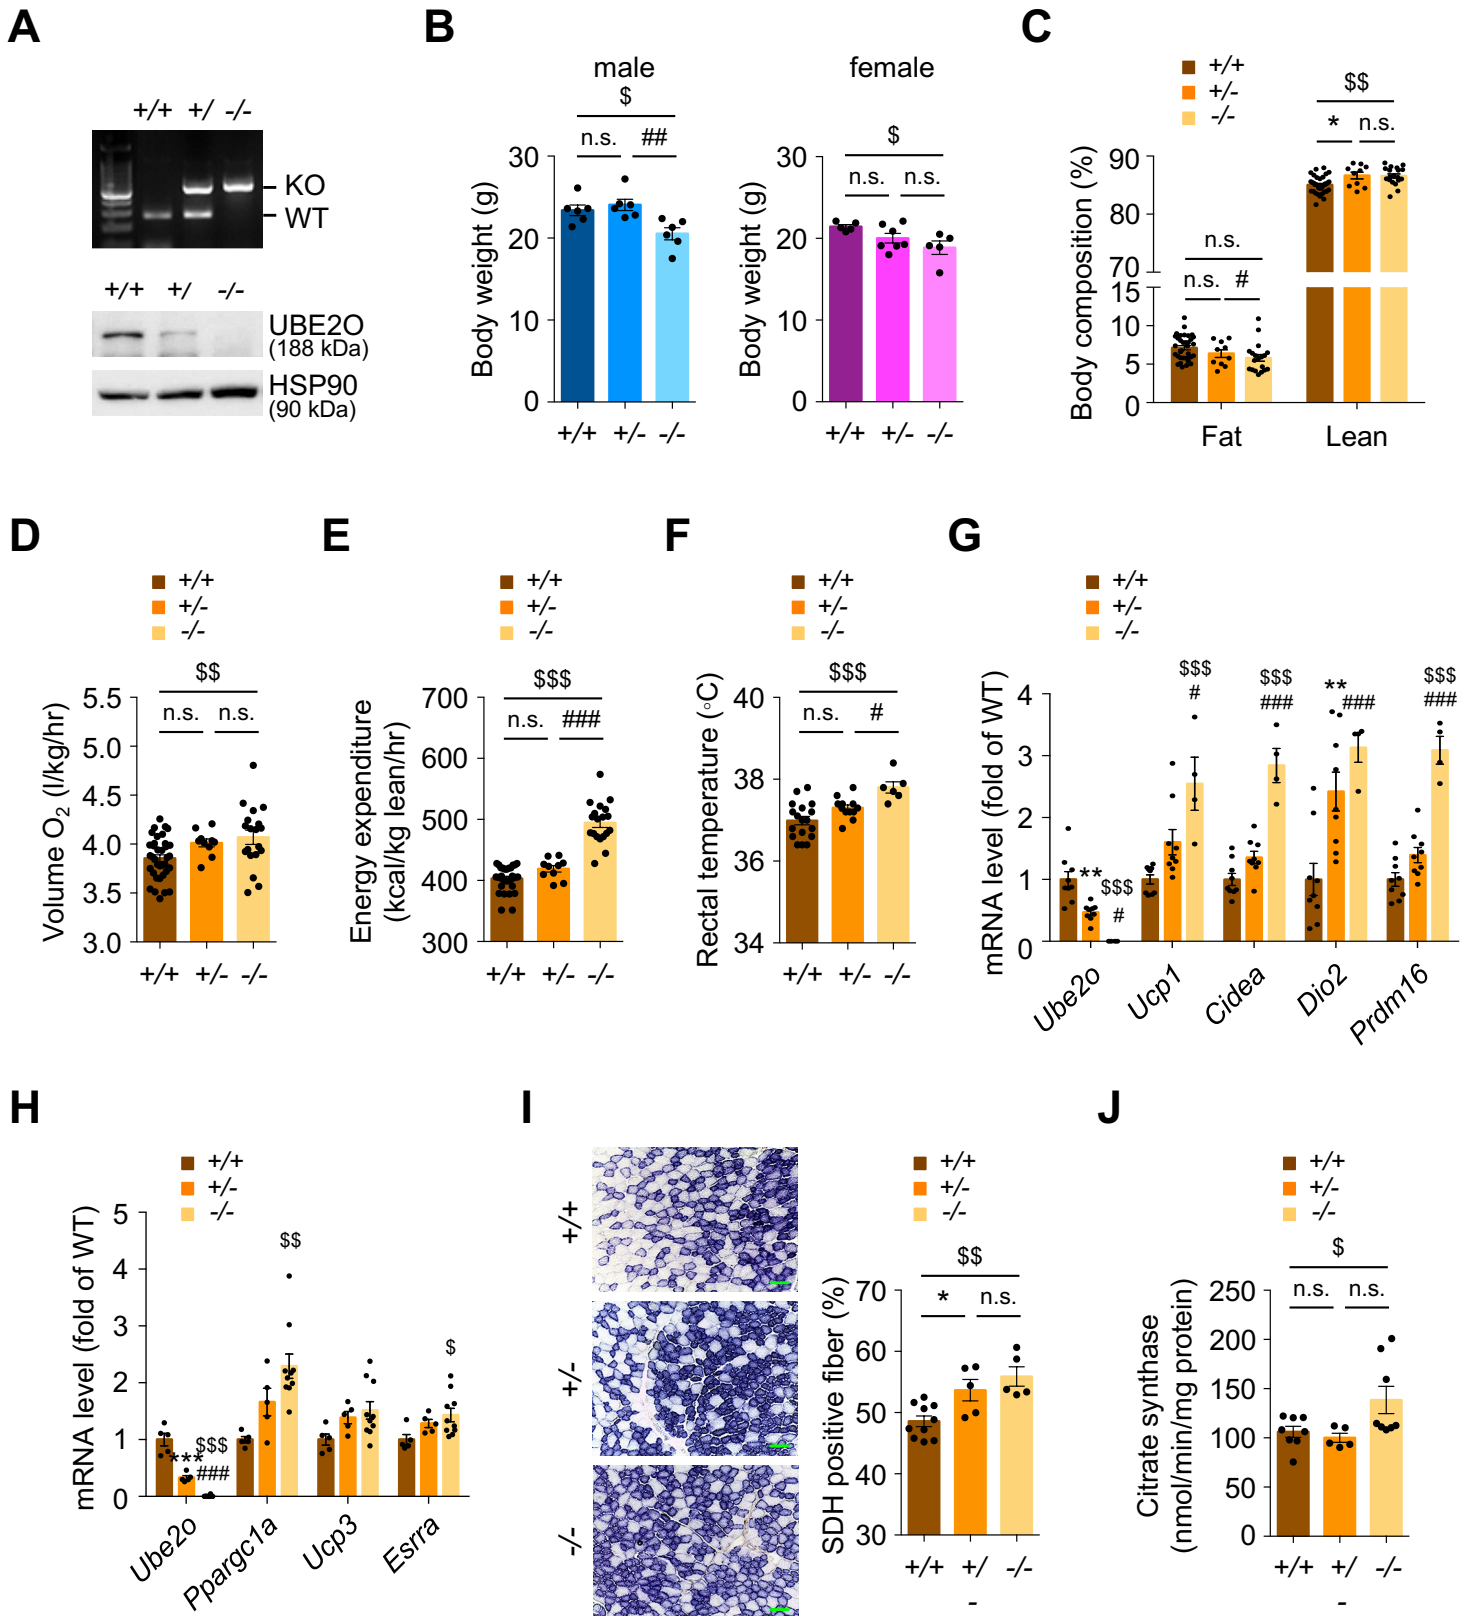 A
+/+ +/ -/-
KO
WT
+/+ +/ -/-
UBE2O
(188 kDa)
HSP90
(90 kDa)
B
male
$
n.s. ##
30
20
10
0
Body weight (g)
+/+ +/- -/-
female
$
n.s. n.s.
30
20
10
0
Body weight (g)
+/+ +/- -/-
C
+/+
+/-
-/-
$$
* n.s.
90
80
70
n.s.
n.s. #
15
10
5
0
Body composition (%)
Fat Lean
D
+/+
+/-
-/-
$$
n.s. n.s.
5.5
5.0
4.5
4.0
3.5
3.0
Volume O2 (l/kg/hr)
+/+ +/- -/-
E
+/+
+/-
-/-
$$$
n.s. ###
700
600
500
400
300
Energy expenditure
(kcal/kg lean/hr)
+/+ +/- -/-
F
+/+
+/-
-/-
$$$
n.s. #
40
38
36
34
Rectal temperature (◦C)
+/+ +/- -/-
G
+/+
+/-
-/-
$$$ $$$ ** $$$
# ### ### ###
** $$$
#
4
3
2
1
0
mRNA level (fold of WT)
Ube2o Ucp1 Cidea Dio2 Prdm16
H
+/+
+/-
-/-
5
4
3
2
1
0
mRNA level (fold of WT)
$$
$
*** $$$
###
Ube2o Ppargc1a Ucp3 Esrra
I
+/+
+/-
-/-
+/+
+/-
-/-
$$
* n.s.
70
60
50
40
30
SDH positive fiber (%)
+/+ +/ -/-
-
J
+/+
+/-
-/-
$
n.s. n.s.
250
200
150
100
50
0
Citrate synthase
(nmol/min/mg protein)
+/+ +/ -/-
-